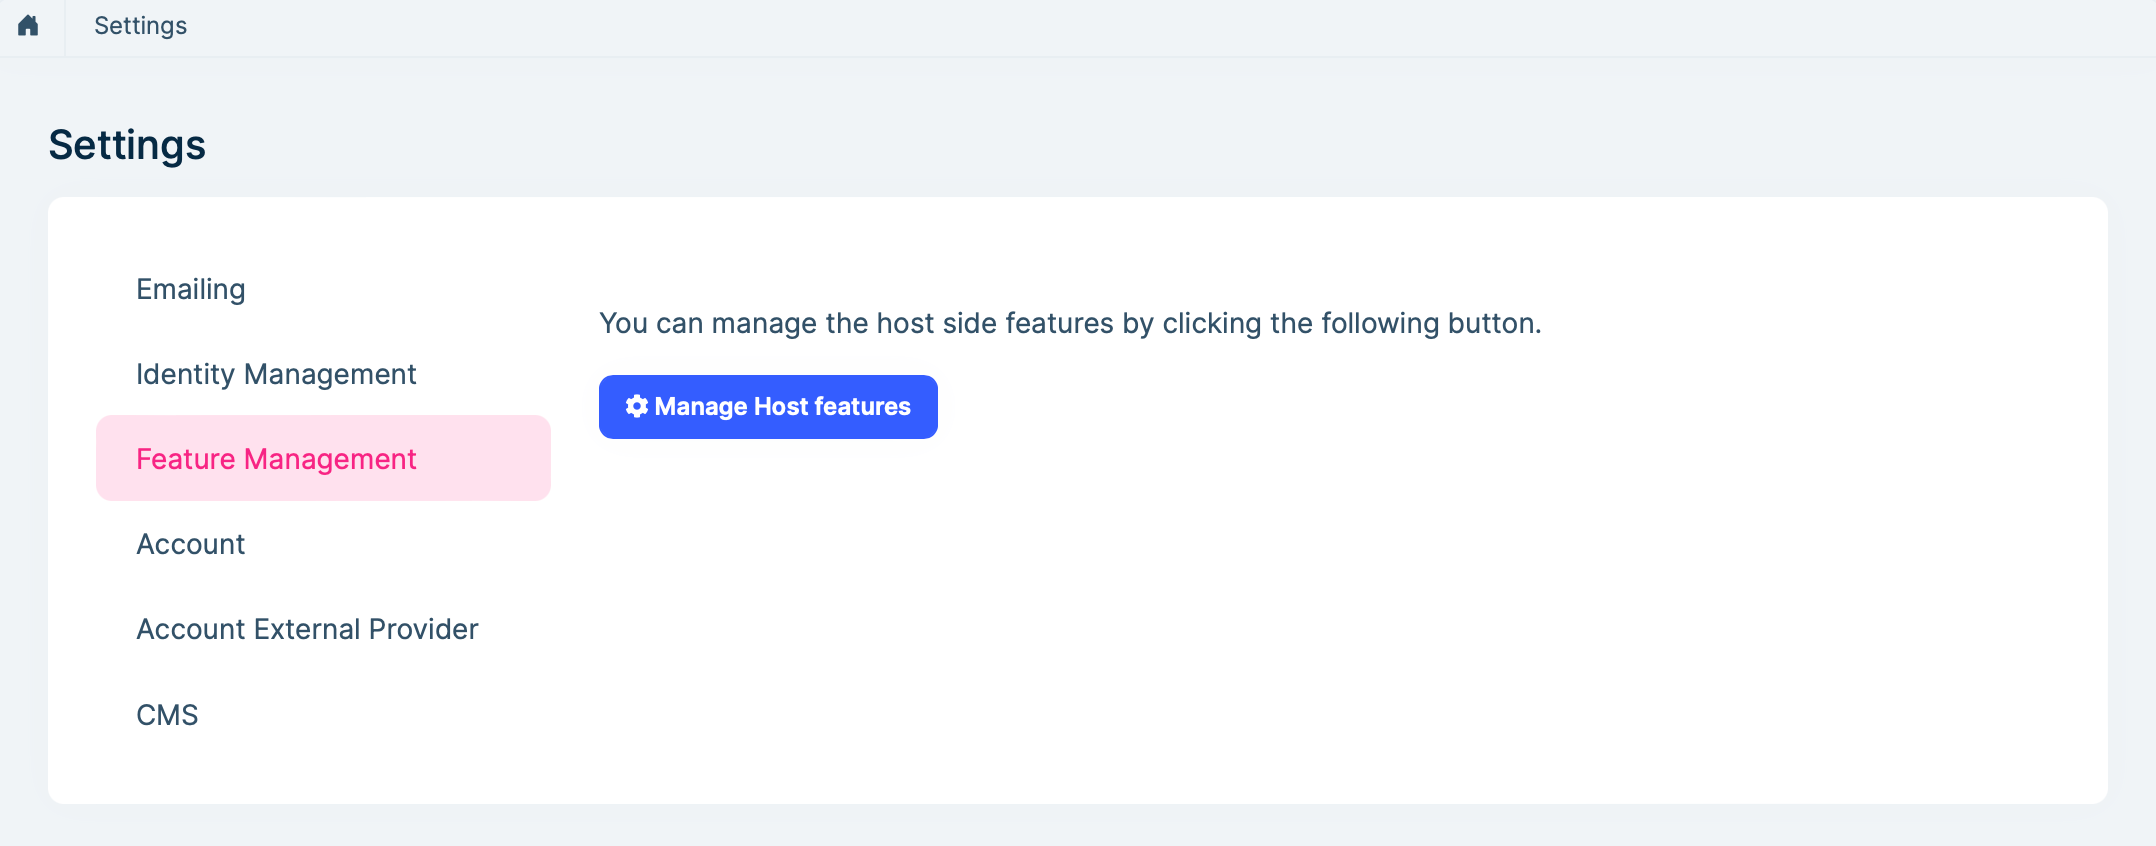 Settings
Settings
Emailing
Identity Management
Feature Management
Account
Account External Provider
CMS
You can manage the host side features by clicking the following button.
Manage Host features